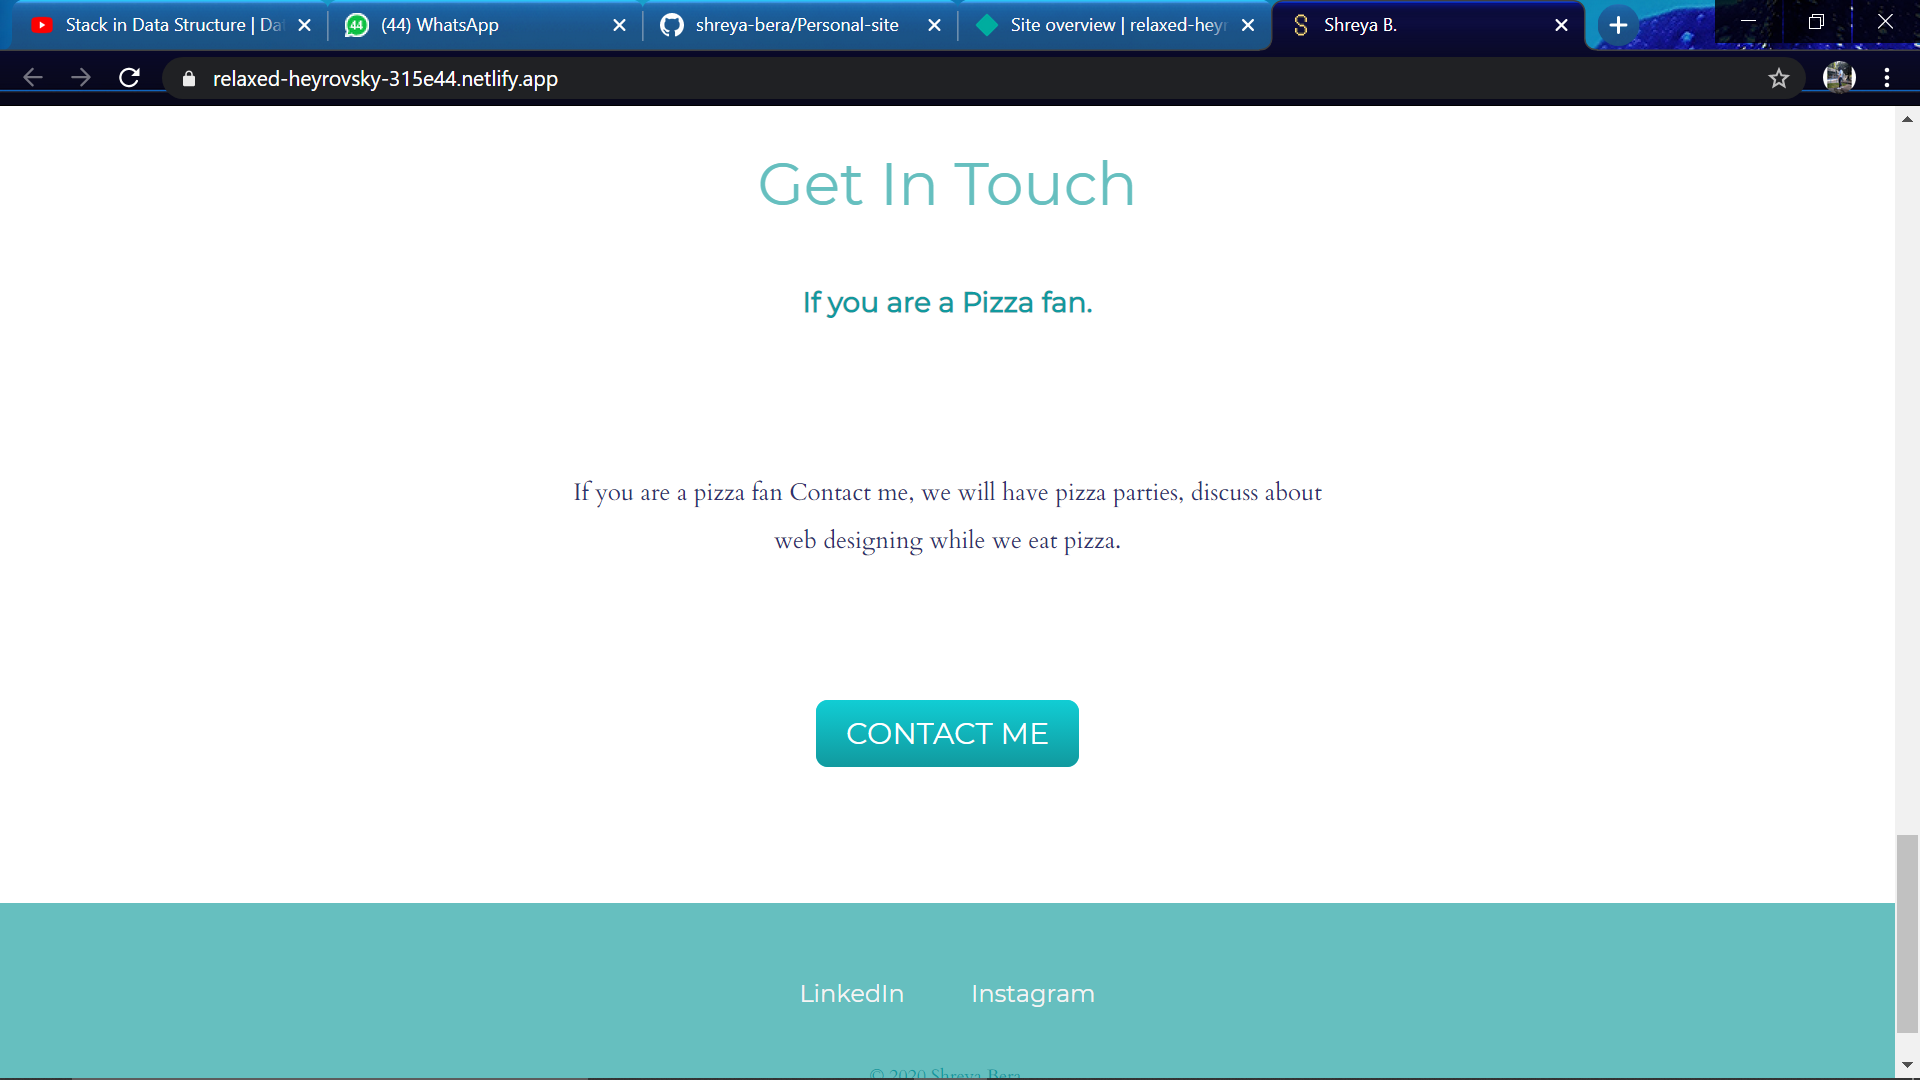 Stack in Data Structure | Dat
44
(44) WhatsApp
shreya-bera/Personal-site
Site overview | relaxed-heyr
Shreya B.
relaxed-heyrovsky-315e44.netlify.app
Get In Touch
If you are a Pizza fan.
If you are a pizza fan Contact me, we will have pizza parties, discuss about
web designing while we eat pizza.
CONTACT ME
LinkedIn Instagram
© 2020 Shreya Bera